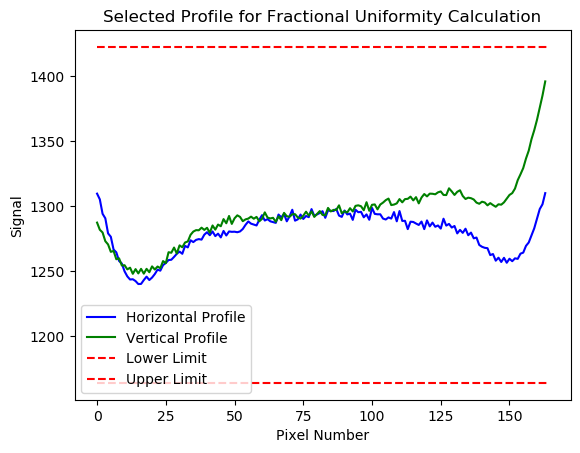 Selected Profile for Fractional Uniformity Calculation
1400
1350
1300
1250
1200
Signal
Horizontal Profile
Vertical Profile
Lower Limit
Upper Limit
0 25 50 75 100 125 150
Pixel Number